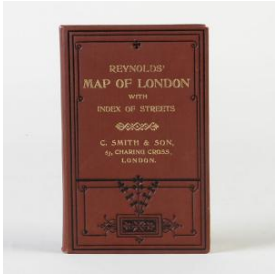 REYNOLDS'
MAP OF LONDON
WITH
INDEX OF STREETS
C. SMITH & SON,
63, CHARING CROSS,
LONDON.